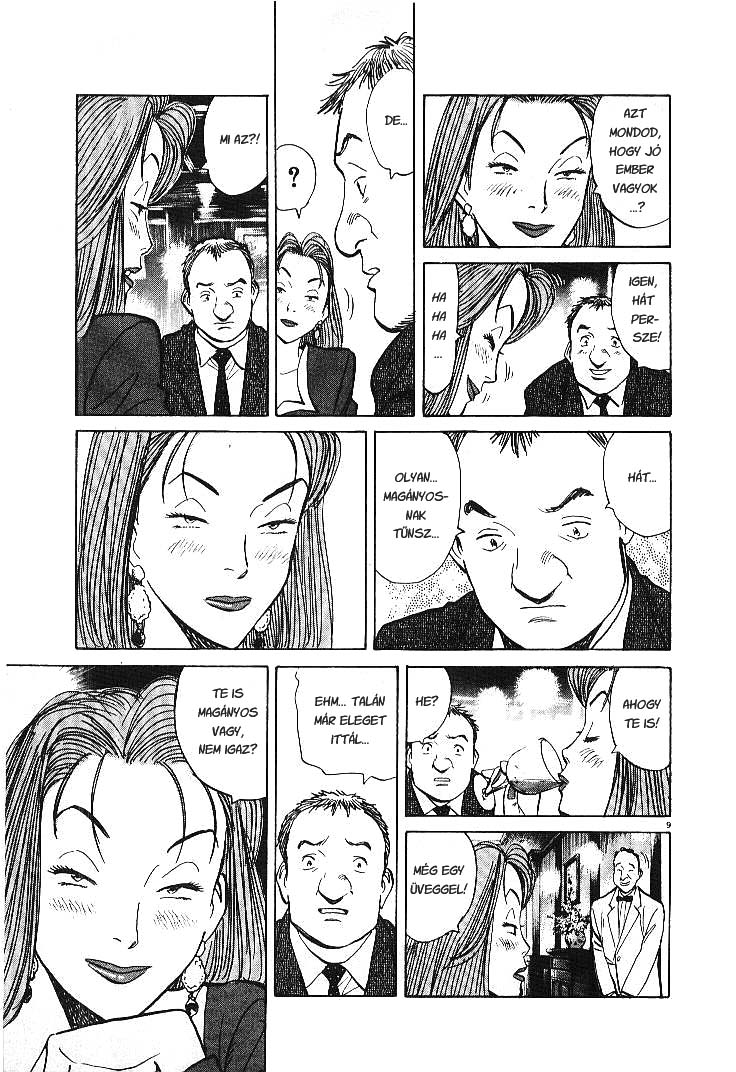 AZT
MONDOD,
HOGY JÓ
EMBER
VAGYOK
...?
IGEN,
HÁT
PER-
SZE!
HA
HA
HA
...
DE...
?
MI AZ?!
HÁT...
OLYAN...
MAGÁNYOS-
NAK
TŰNSZ...
AHOGY
TE IS!
HE?
9
MÉG EGY
ÜVEGGEL!
EHM... TALÁN
MÁR ELEGET
ITTÁL...
TE IS
MAGÁNYOS
VAGY,
NEM IGAZ?